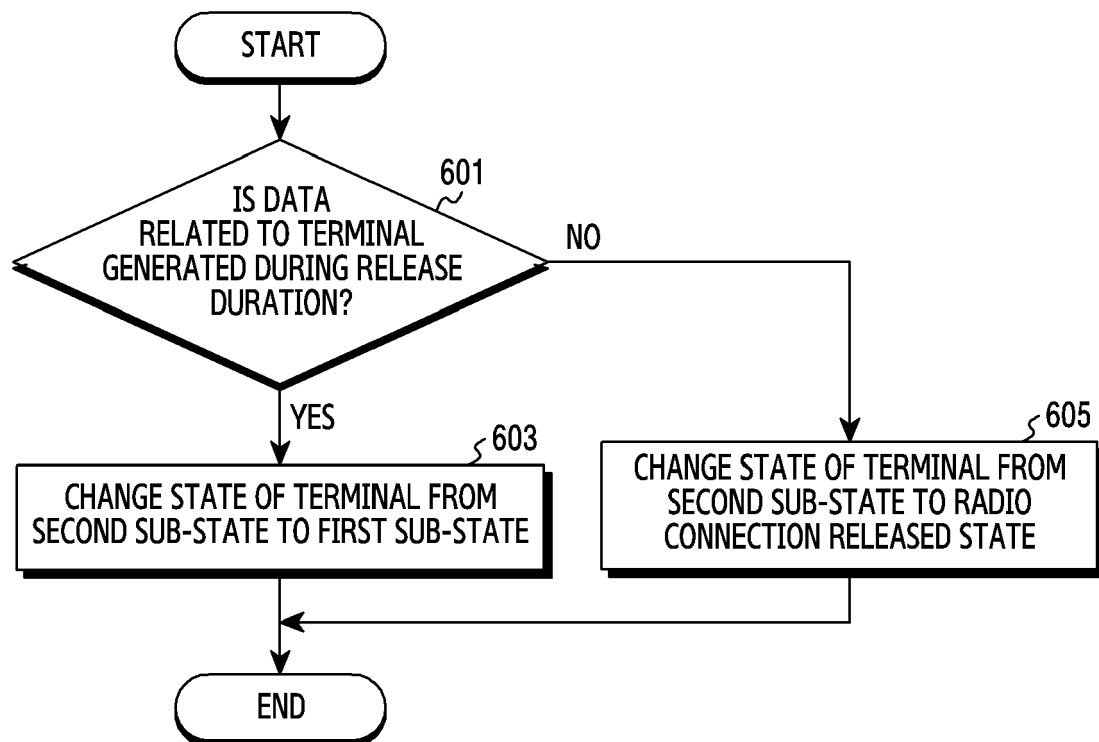 START
601
IS DATA
RELATED TO TERMINAL
GENERATED DURING RELEASE
DURATION?
NO
YES
603
CHANGE STATE OF TERMINAL FROM
SECOND SUB-STATE TO FIRST SUB-STATE
605
CHANGE STATE OF TERMINAL FROM
SECOND SUB-STATE TO RADIO
CONNECTION RELEASED STATE
END